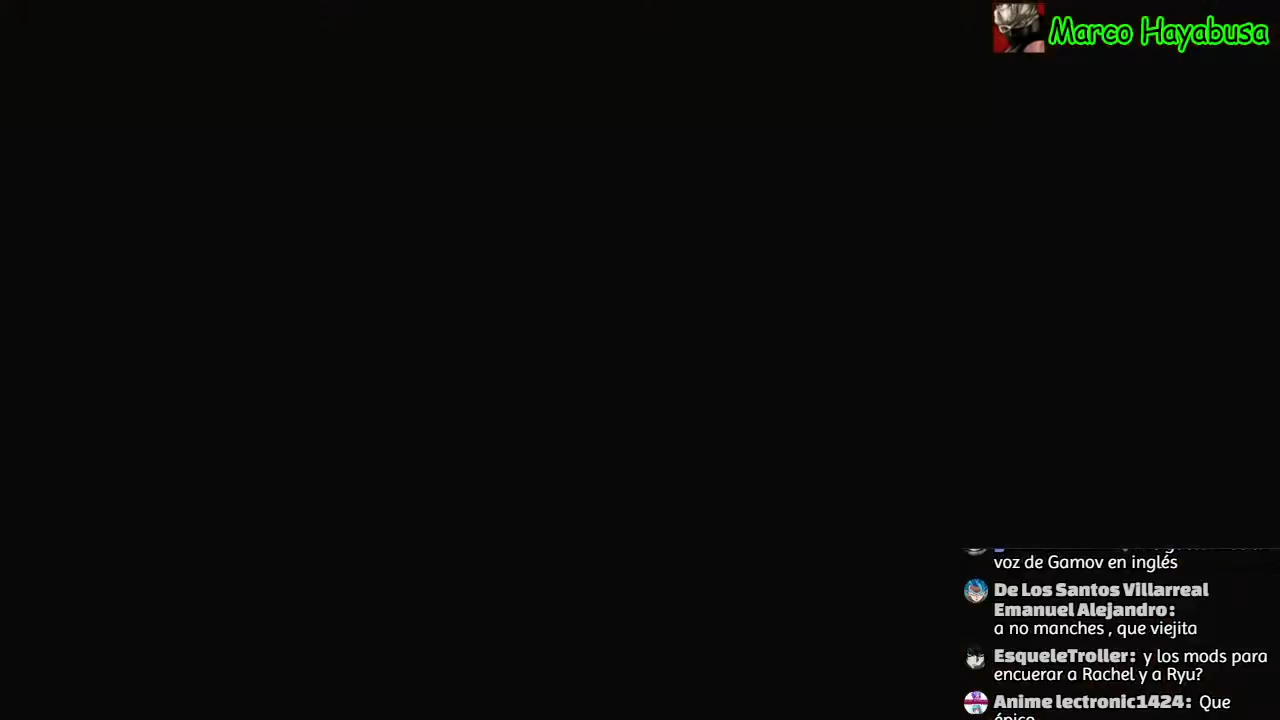 Marco Hayabusa
voz de Gamov en inglés
De Los Santos Villarreal
Emanuel Alejandro:
a no manches , que viejita
EsqueleTroller: y los mods para
encuerar a Rachel y a Ryu?
Anime lectronic1424: Que
épico